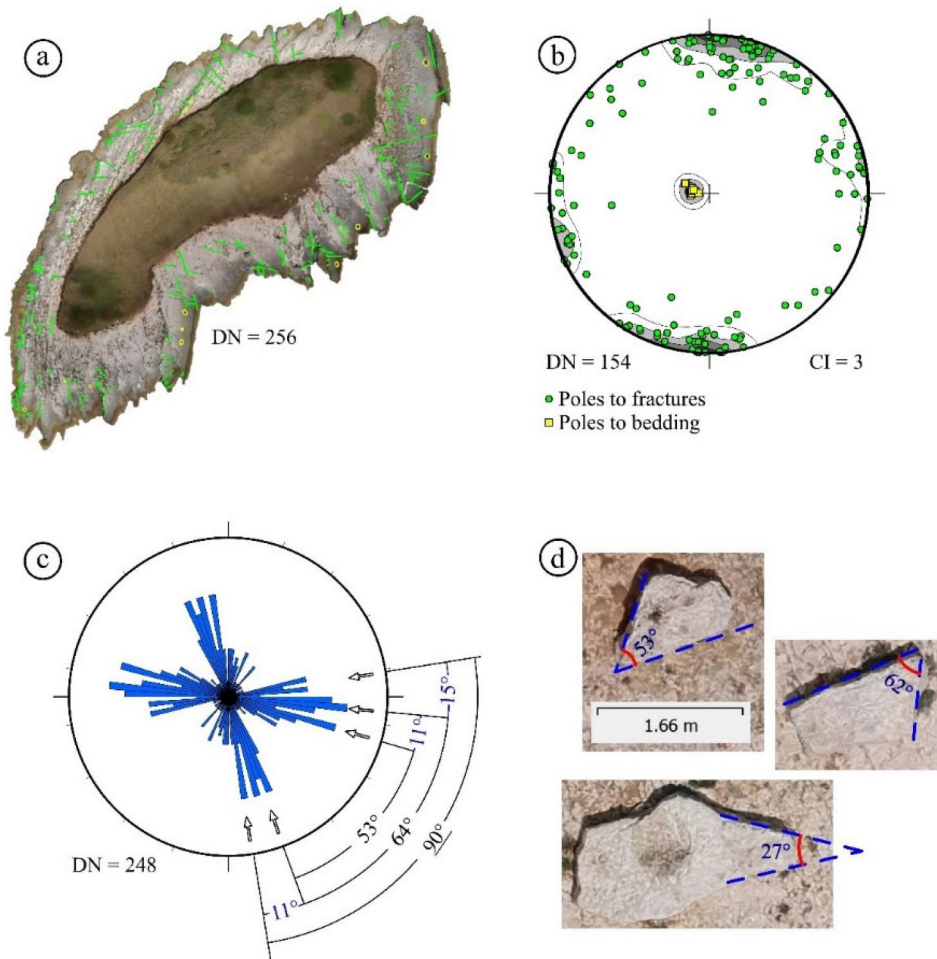 a
DN = 256
b
DN = 154
CI = 3
Poles to fractures
Poles to bedding
c
15°
11°
53°
64°
90°
11°
DN = 248
d
53°
1.66 m
62°
27°